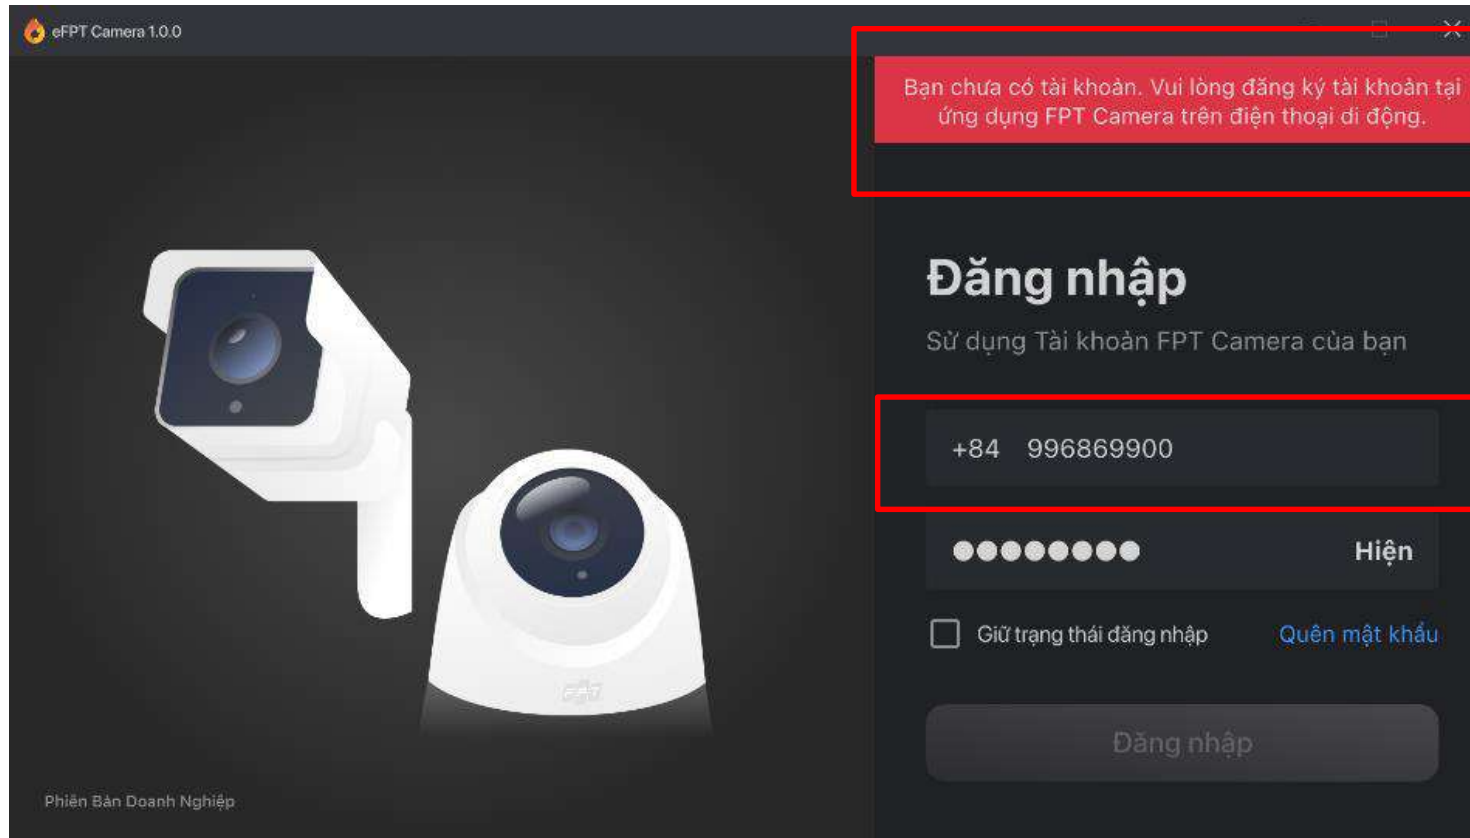 eFPT Camera 1.0.0
Bạn chưa có tài khoản. Vui lòng đăng ký tài khoản tại
ứng dụng FPT Camera trên điện thoại di động.
Đăng nhập
Sử dụng Tài khoản FPT Camera của bạn
+84 996869900
Hiện
Giữ trạng thái đăng nhập Quên mật khẩu
Đăng nhập
FPT
Phiên Bản Doanh Nghiệp